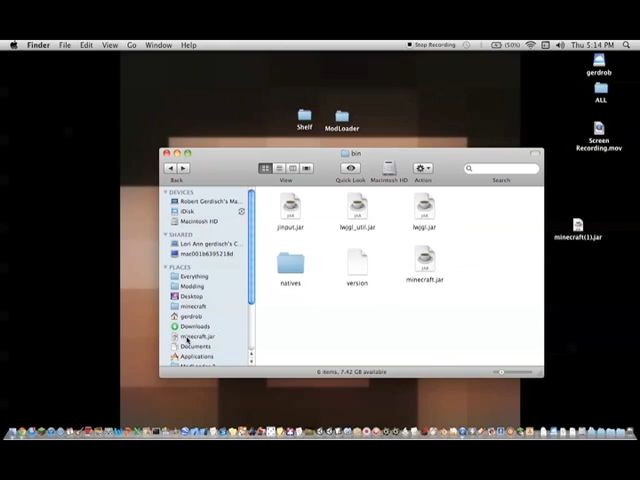 Finder File Edit View Go Window Help
Stop Recording (50%) Thu 5:14 PM
gerdrob
ALL
Screen
Recording.mov
minecraft(1).jar
Shelf
ModLoader
bin
Back
View
Quick Look
Macintosh HD
Action
Search
DEVICES
Robert Gerdisch's Ma...
iDisk
Macintosh HD
SHARED
Lori Ann gerdisch's C...
mac001b6395218d
PLACES
Everything
Modding
Desktop
minecraft
gerdrob
Downloads
minecraft.jar
Documents
Applications
jinput.jar
lwjgl_util.jar
lwjgl.jar
natives
version
minecraft.jar
6 items, 7.42 GB available